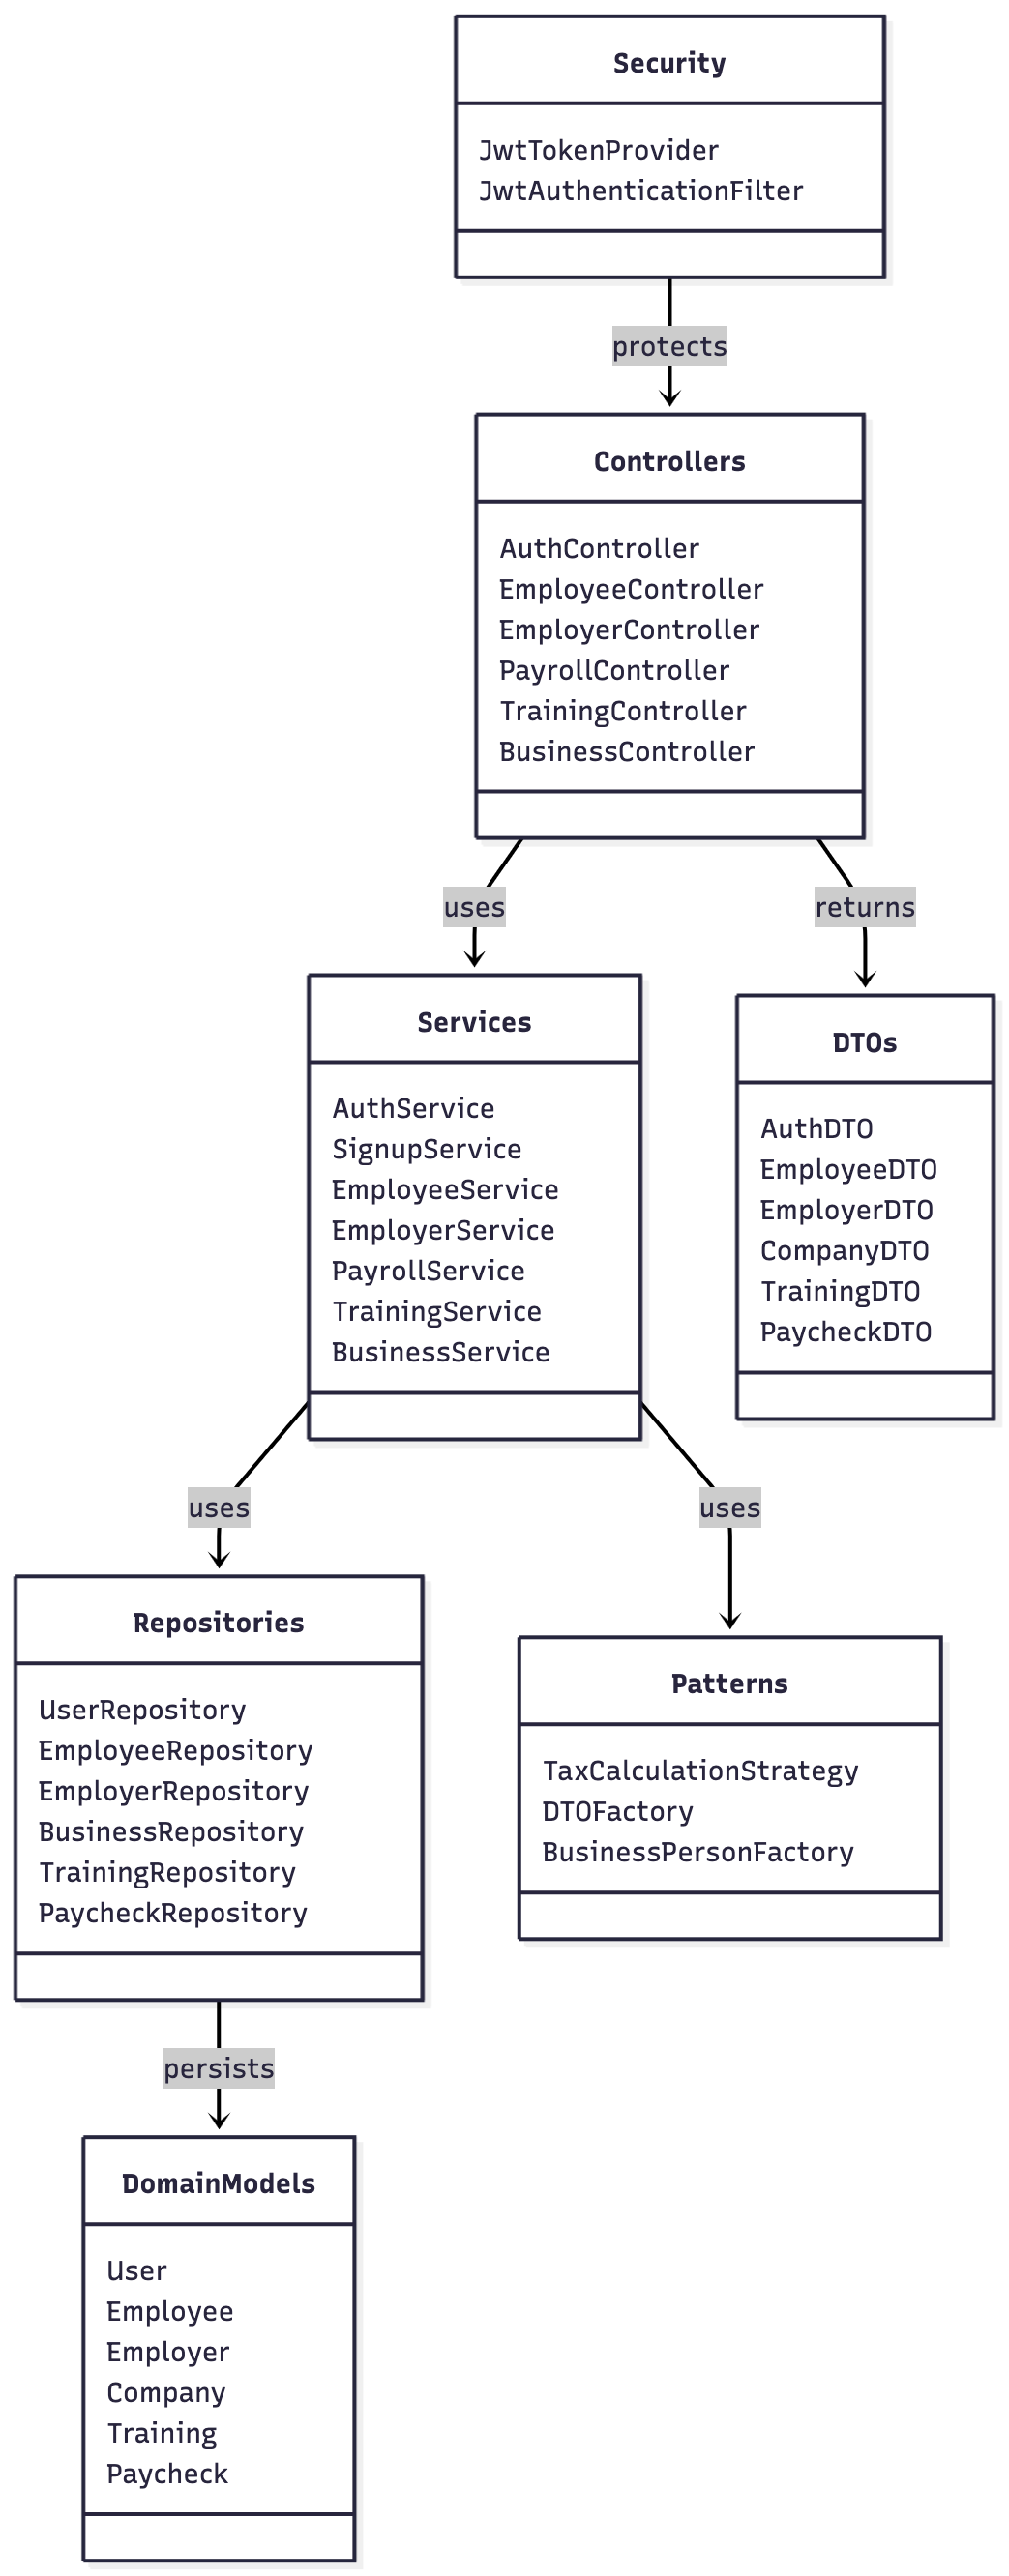 Security
JwtTokenProvider
JwtAuthenticationFilter
protects
Controllers
AuthController
EmployeeController
EmployerController
PayrollController
TrainingController
BusinessController
uses
returns
Services
AuthService
SignupService
EmployeeService
EmployerService
PayrollService
TrainingService
BusinessService
DTOs
AuthDTO
EmployeeDTO
EmployerDTO
CompanyDTO
TrainingDTO
PaycheckDTO
uses
uses
Repositories
UserRepository
EmployeeRepository
EmployerRepository
BusinessRepository
TrainingRepository
PaycheckRepository
Patterns
TaxCalculationStrategy
DTOFactory
BusinessPersonFactory
persists
DomainModels
User
Employee
Employer
Company
Training
Paycheck